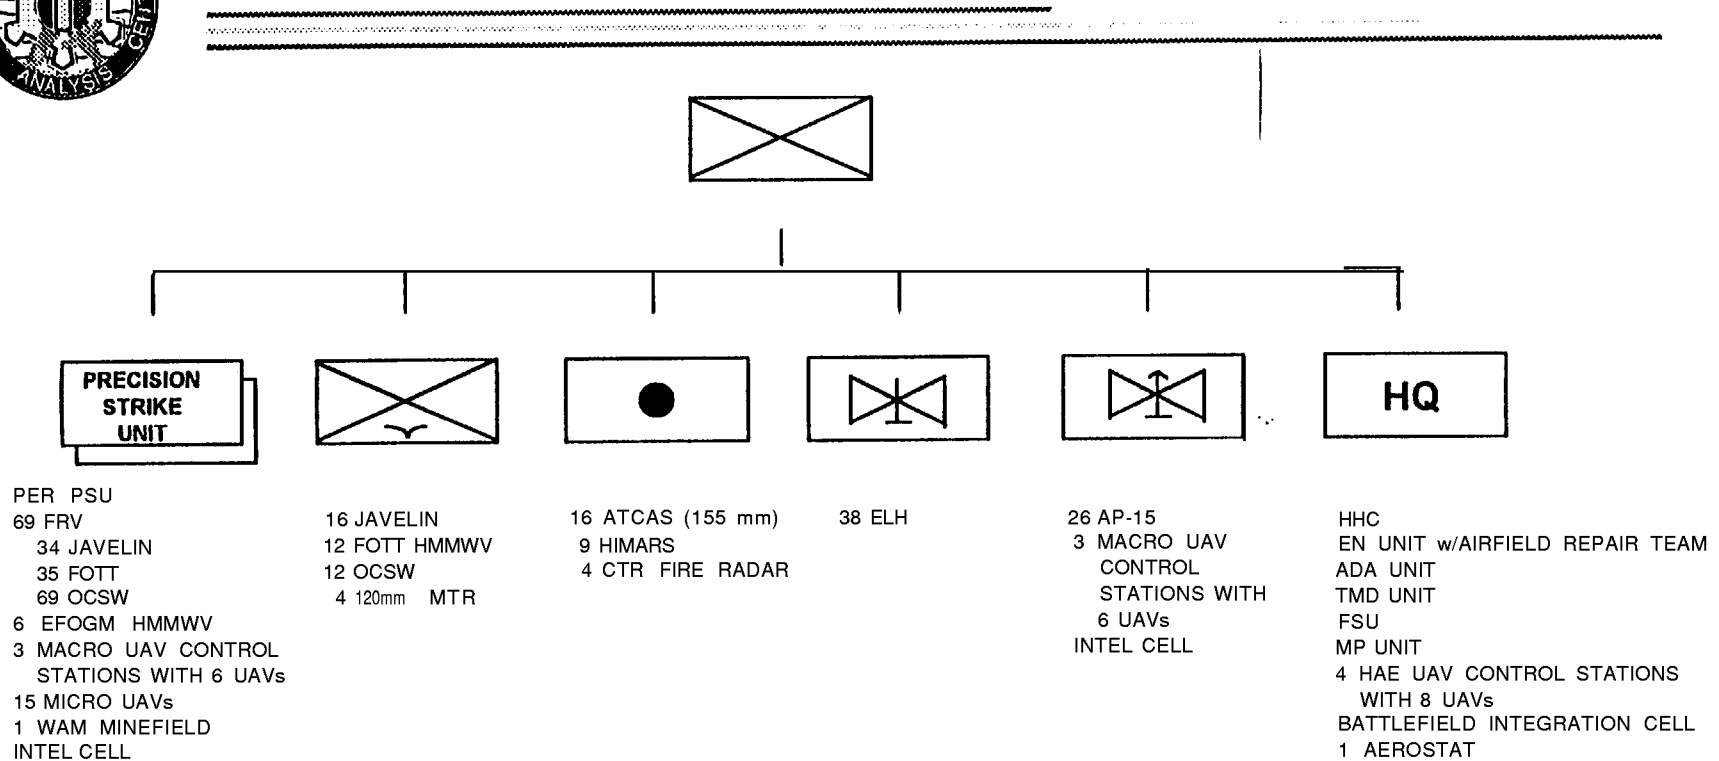 ANALYSIS
PRECISION
STRIKE
UNIT
HQ
PER PSU
69 FRV
34 JAVELIN
35 FOTT
69 OCSW
6 EFOGM HMMWV
3 MACRO UAV CONTROL
STATIONS WITH 6 UAVs
15 MICRO UAVs
1 WAM MINEFIELD
INTEL CELL
16 JAVELIN
12 FOTT HMMWV
12 OCSW
4 120mm MTR
16 ATCAS (155 mm)
9 HIMARS
4 CTR FIRE RADAR
38 ELH
26 AP-15
3 MACRO UAV
CONTROL
STATIONS WITH
6 UAVs
INTEL CELL
HHC
EN UNIT w/AIRFIELD REPAIR TEAM
ADA UNIT
TMD UNIT
FSU
MP UNIT
4 HAE UAV CONTROL STATIONS
WITH 8 UAVs
BATTLEFIELD INTEGRATION CELL
1 AEROSTAT